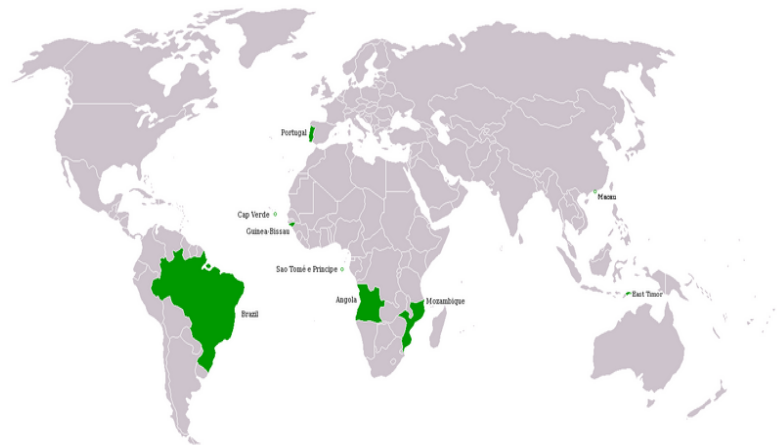 Portugal
Macau
Cap Verde
Guinea-Bissau
Sao Tomé e Principe
East Timor
Angola
Mozambique
Brazil